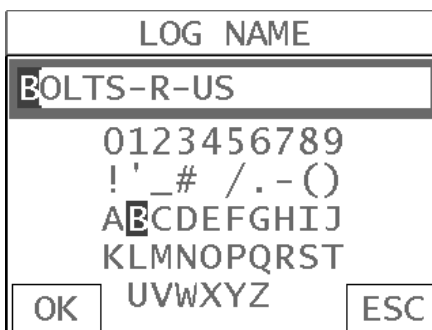 LOG NAME
BOLTS-R-US
0123456789
!'_# /.-()
ABCDEFGHIJ
KLMNOPQRST
UVWXYZ
OK
ESC